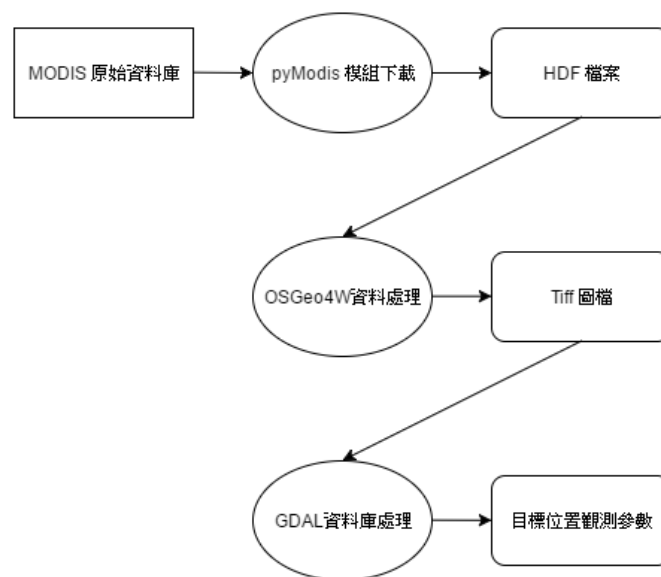 MODIS 原始資料庫
pyModis 模組下載
HDF 檔案
OSGeo4W資料處理
Tiff 圖檔
GDAL資料庫處理
目標位置觀測參數